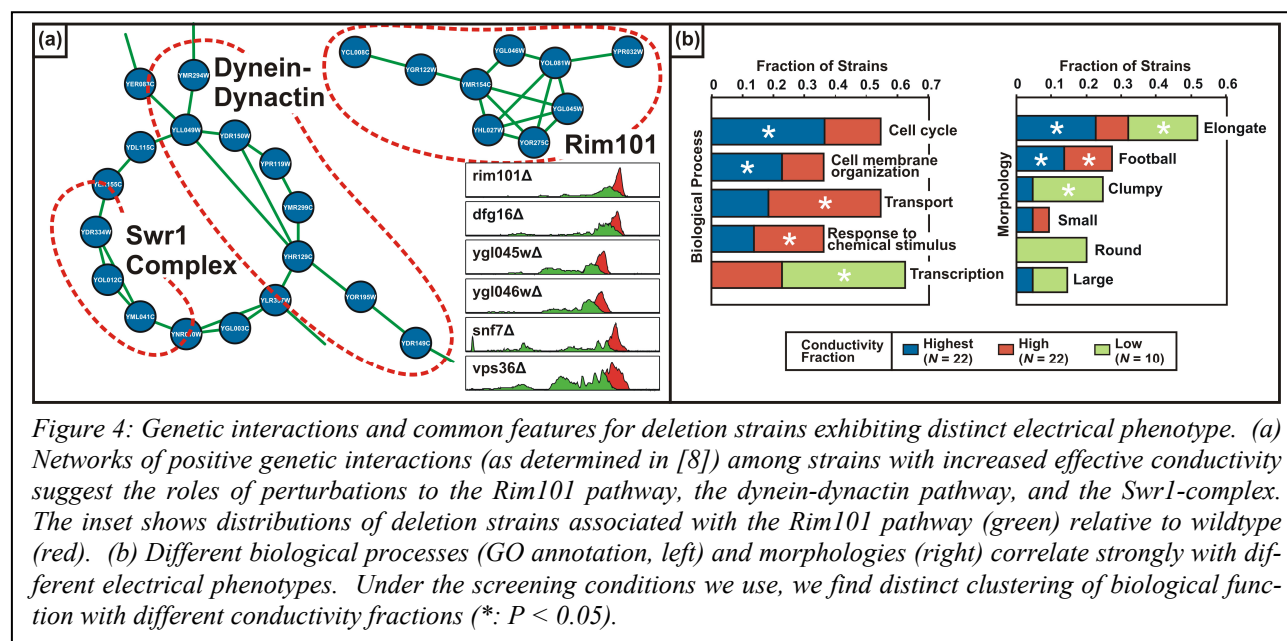 (a)
YER083C
YMR294W
Dynein-
Dynactin
YLL049W
YDR150W
YDL115C
YPR119W
YMR299C
YDR334W
Swr1
Complex
YOL012C
YHR129C
YML041C
YGL003C
YOR195W
YDR149C
YCL008C
YGR122W
YGL046W
YPR032W
YOL081W
YMR154C
YGL045W
YHL027W
YOR275C
Rim101
rim101Δ
dfg16Δ
ygl045wΔ
ygl046wΔ
snf7Δ
vps36Δ
(b)
Fraction of Strains
0 0.1 0.2 0.3 0.4 0.5 0.6 0.7
Biological Process
* Cell cycle
* Cell membrane
organization
* Transport
* Response to
chemical stimulus
* Transcription
Fraction of Strains
0 0.1 0.2 0.3 0.4 0.5 0.6
Morphology
* * Elongate
* * Football
* Clumpy
Small
Round
Large
Conductivity
Fraction
Highest
(N = 22)
High
(N = 22)
Low
(N = 10)
Figure 4: Genetic interactions and common features for deletion strains exhibiting distinct electrical phenotype. (a)
Networks of positive genetic interactions (as determined in [8]) among strains with increased effective conductivity
suggest the roles of perturbations to the Rim101 pathway, the dynein-dynactin pathway, and the Swr1-complex.
The inset shows distributions of deletion strains associated with the Rim101 pathway (green) relative to wildtype
(red). (b) Different biological processes (GO annotation, left) and morphologies (right) correlate strongly with dif-
ferent electrical phenotypes. Under the screening conditions we use, we find distinct clustering of biological func-
tion with different conductivity fractions (*: P < 0.05).